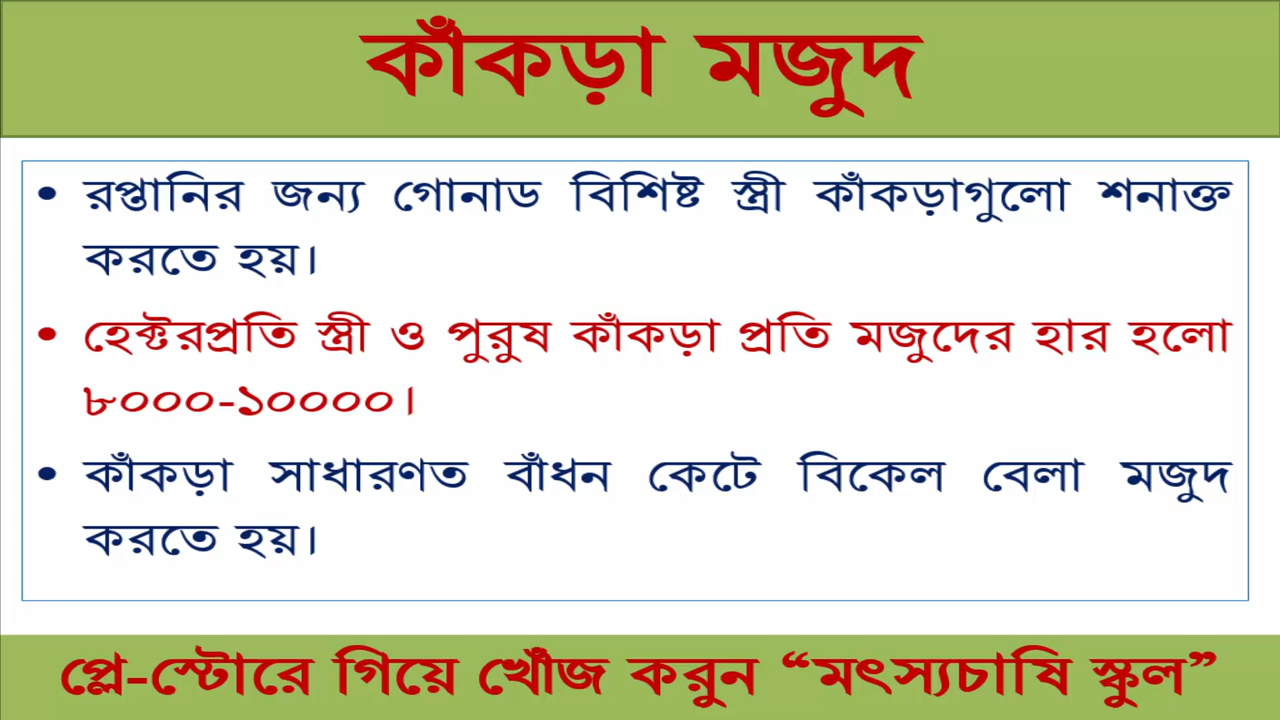 কাঁকড়া মজুদ
• রপ্তানির জন্য গোনাড বিশিষ্ট স্ত্রী কাঁকড়াগুলো শনাক্ত
করতে হয়।
• হেক্টরপ্রতি স্ত্রী ও পুরুষ কাঁকড়া প্রতি মজুদের হার হলো
৮০০০-১০০০০।
• কাঁকড়া সাধারণত বাঁধন কেটে বিকেল বেলা মজুদ
করতে হয়।
প্লে-স্টোরে গিয়ে খোঁজ করুন “মৎস্যচাষি স্কুল”